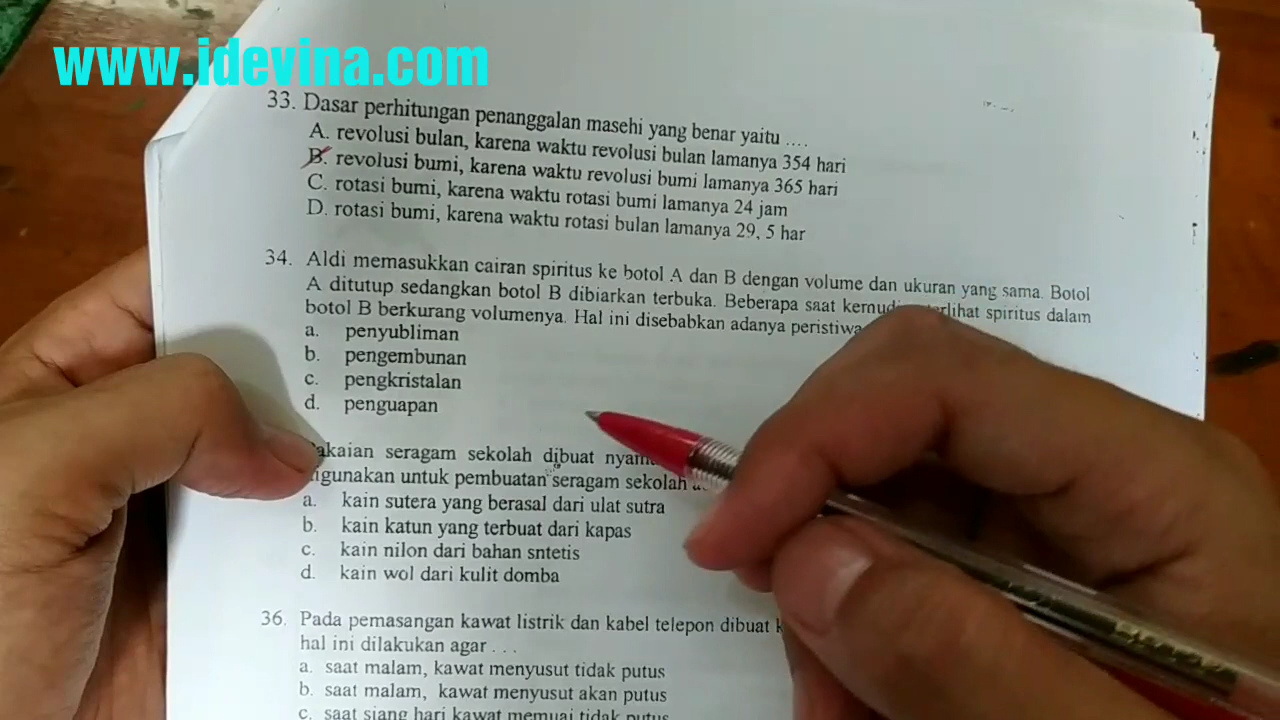 www.idevina.com
33. Dasar perhitungan penanggalan masehi yang benar yaitu ....
A. revolusi bulan, karena waktu revolusi bulan lamanya 354 hari
B. revolusi bumi, karena waktu revolusi bumi lamanya 365 hari
C. rotasi bumi, karena waktu rotasi bumi lamanya 24 jam
D. rotasi bumi, karena waktu rotasi bulan lamanya 29, 5 har
34. Aldi memasukkan cairan spiritus ke botol A dan B dengan volume dan ukuran yang sama. Botol
A ditutup sedangkan botol B dibiarkan terbuka. Beberapa saat spiritus dalam
botol B berkurang volumenya. Hal ini disebabkan adanya peristiwa
a. penyubliman
b. pengembunan
c. pengkristalan
d. penguapan
seragam sekolah dibuat
untuk pembuatan seragam sekolah
a. kain sutera yang berasal dari ulat sutra
b. kain katun yang terbuat dari kapas
c. kain nilon dari bahan sntetis
d. kain wol dari kulit domba
36. Pada pemasangan kawat listrik dan kabel telepon dibuat
hal ini dilakukan agar . . .
a. saat malam, kawat menyusut tidak putus
b. saat malam, kawat menyusut akan putus
c. saat siang hari kawat memuai tidak putus